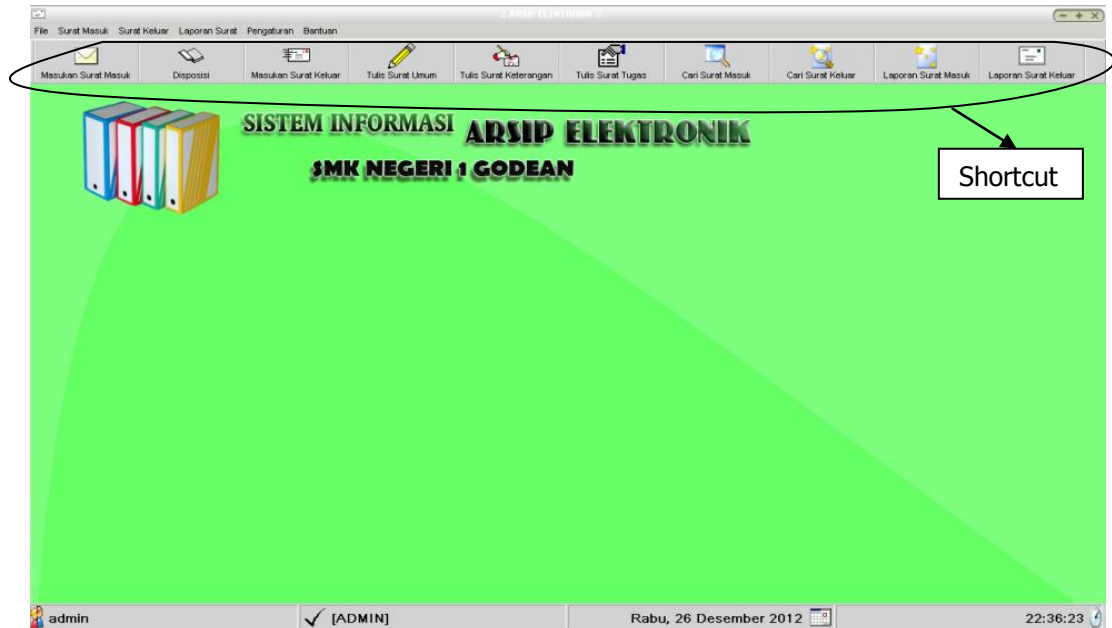 :: ARSIP ELEKTRONIK ::
File Surat Masuk Surat Keluar Laporan Surat Pengaturan Bantuan
Masukan Surat Masuk Disposisi Masukan Surat Keluar Tulis Surat Umum Tulis Surat Keterangan Tulis Surat Tugas Cari Surat Masuk Cari Surat Keluar Laporan Surat Masuk Laporan Surat Keluar
SISTEM INFORMASI ARSIP ELEKTRONIK
SMK NEGERI 1 GODEAN
Shortcut
admin [ADMIN] Rabu, 26 Desember 2012 22:36:23